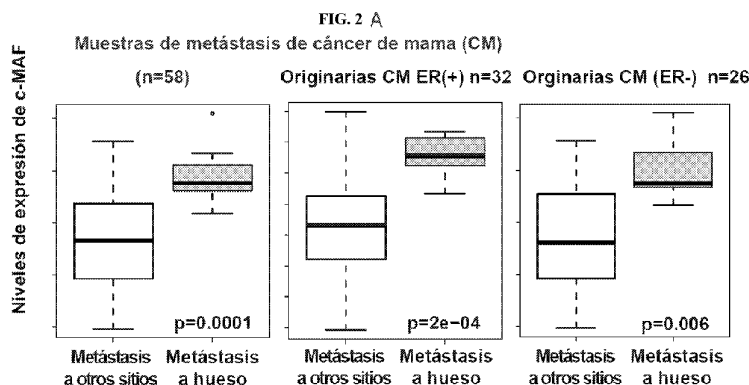 FIG. 2 A
Muestras de metástasis de cáncer de mama (CM)
(n=58)
Originarias CM ER(+) n=32
Orginarias CM (ER-) n=26
Niveles de expresión de c-MAF
p=0.0001
p=2e-04
p=0.006
Metástasis
a otros sitios
Metástasis
a hueso
Metástasis
a otros sitios
Metástasis
a hueso
Metástasis
a otros sitios
Metástasis
a hueso